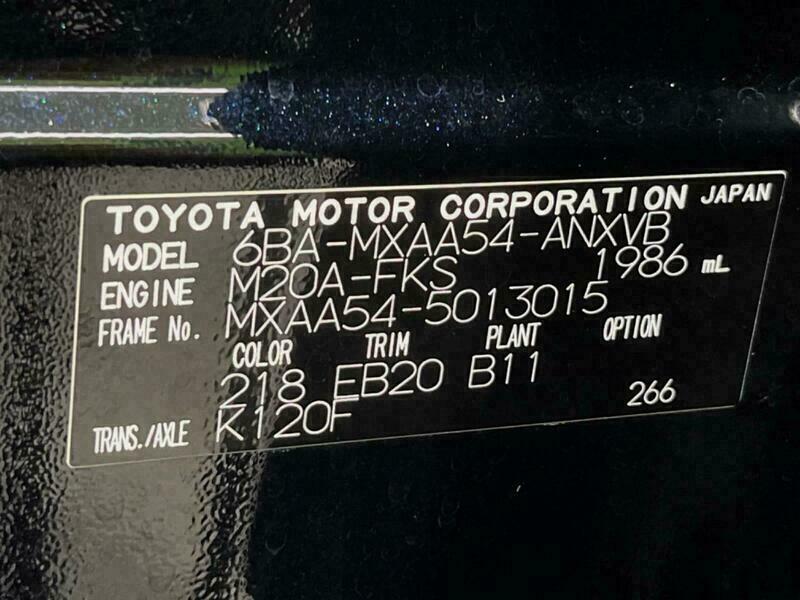 TOYOTA MOTOR CORPORATION JAPAN
MODEL 6BA-MXAA54-ANXVB
ENGINE M20A-FKS 1986 mL
FRAME No. MXAA54-5013015
COLOR TRIM PLANT OPTION
218 EB20 B11
TRANS./AXLE K120F 266